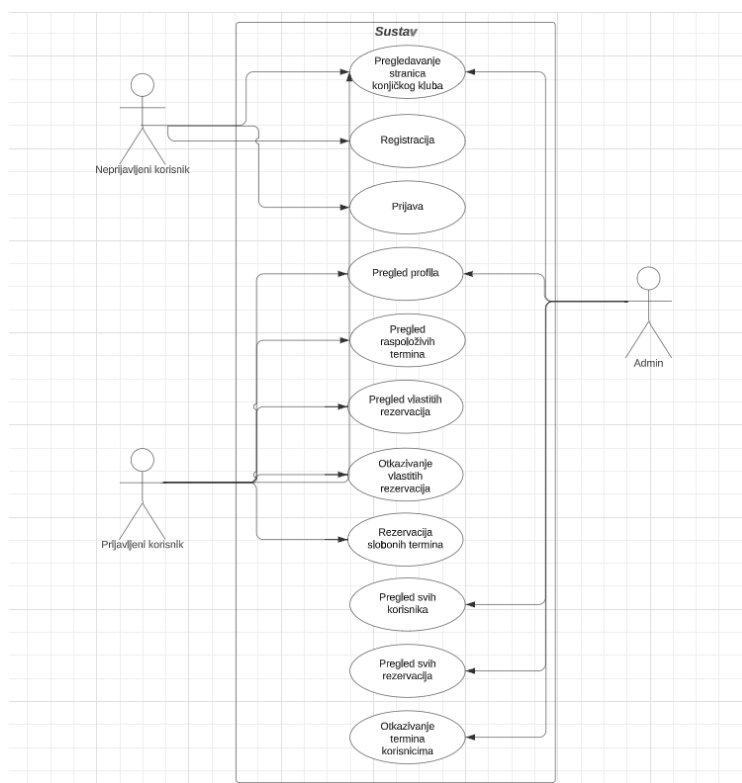 Sustav
Pregledavanje
stranica
konjičkog kluba
Neprijavljeni korisnik
Registracija
Prijava
Pregled profila
Pregled
raspoloživih
termina
Admin
Pregled vlastitih
rezervacija
Otkazivanje
vlastitih
rezervacija
Prijavljeni korisnik
Rezervacija
slobonih termina
Pregled svih
korisnika
Pregled svih
rezervacija
Otkazivanje
termina
korisnicima